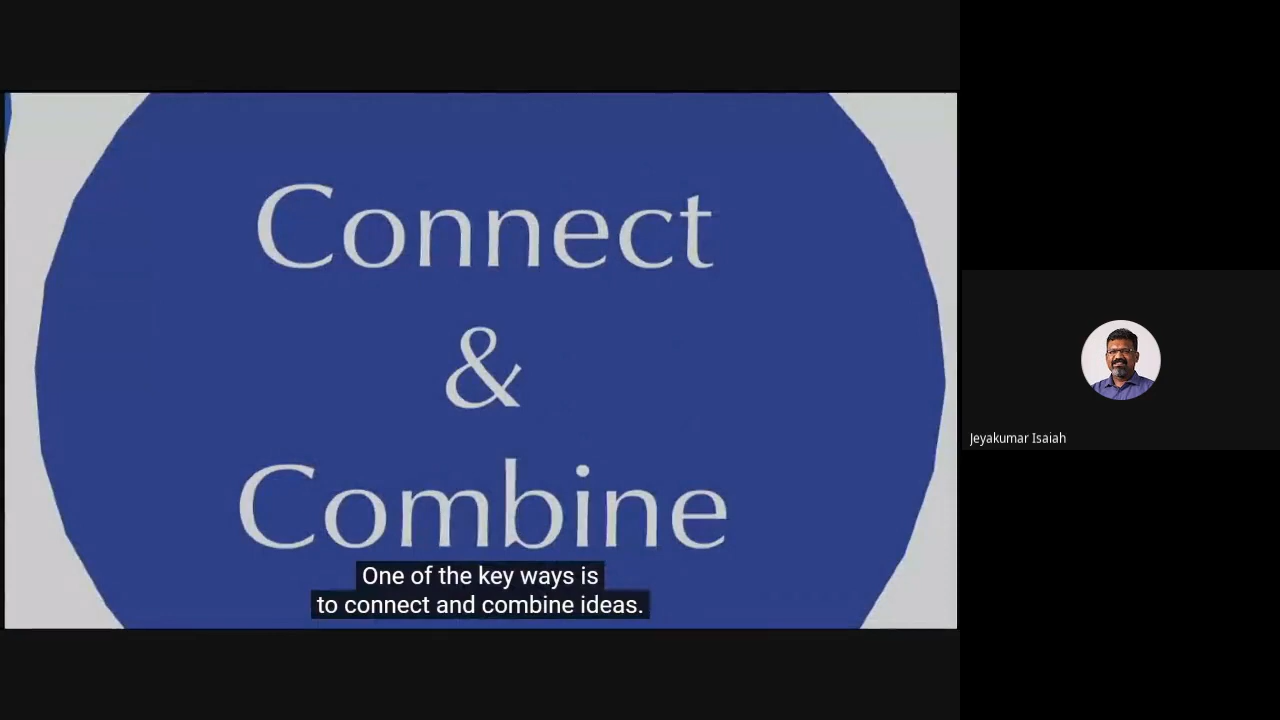 Connect
&
Combine
One of the key ways is
to connect and combine ideas.
Jeyakumar Isaiah